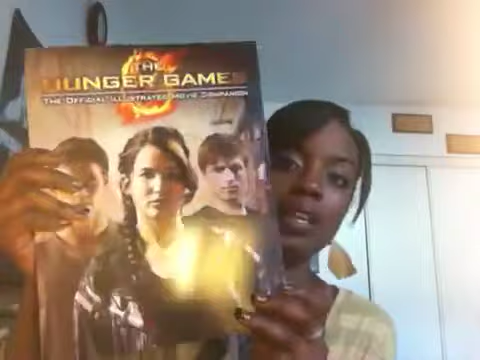 THE
HUNGER GAMES
THE OFFICIAL ILLUSTRATED MOVIE COMPANION